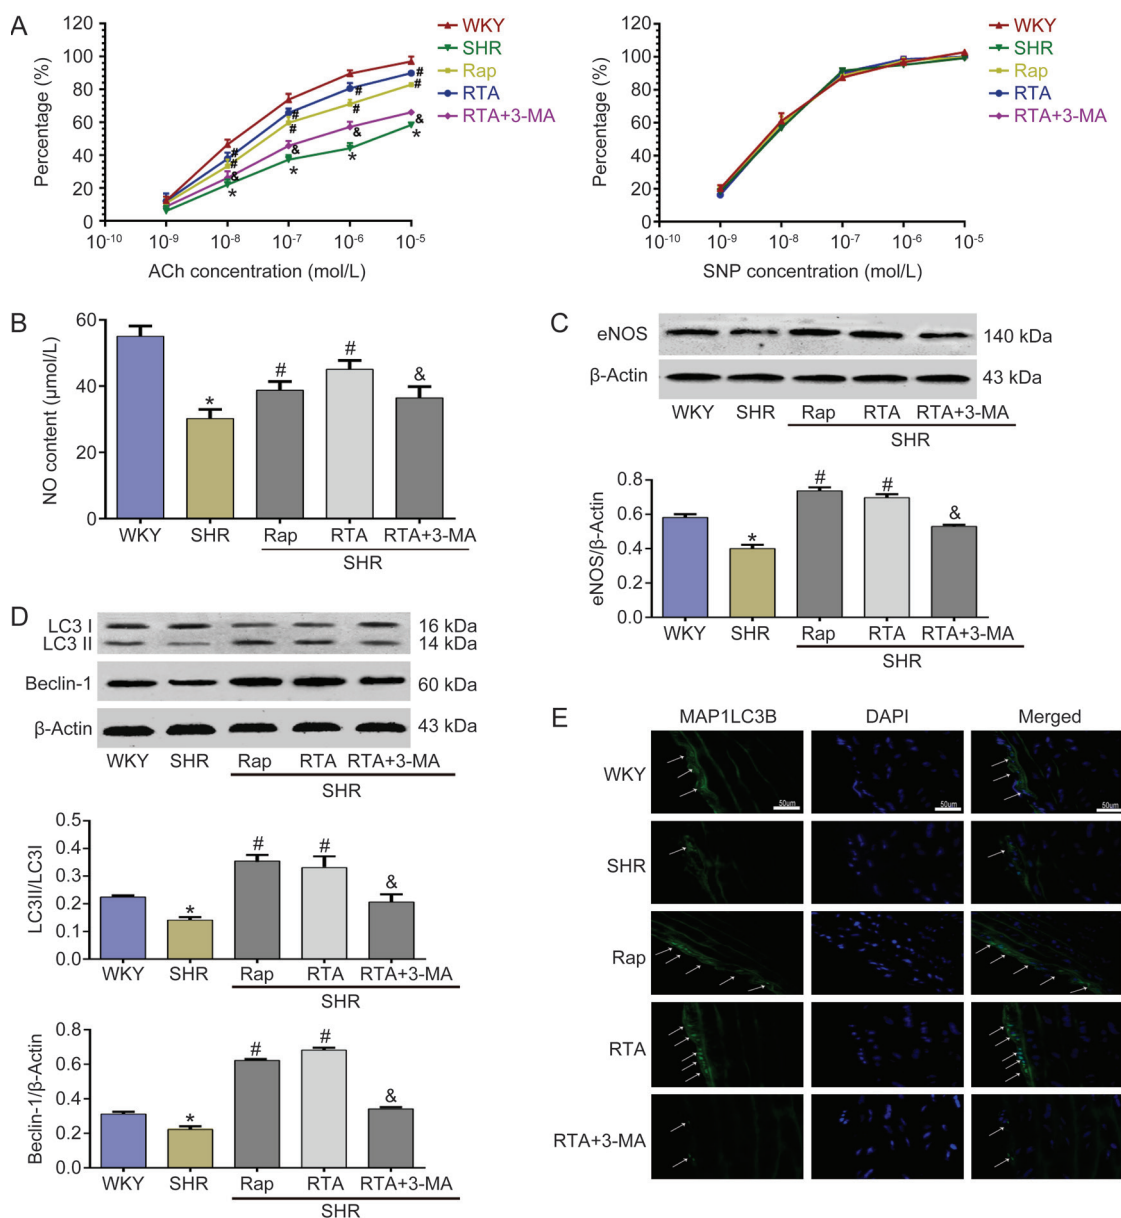 A
120
100
80
60
40
20
0
Percentage (%)
10-10
10-9
10-8
10-7
10-6
10-5
ACh concentration (mol/L)
WKY
SHR
Rap
RTA
RTA+3-MA
# # # # # # # #
& & & &
* * * *
120
100
80
60
40
20
0
Percentage (%)
10-10
10-9
10-8
10-7
10-6
10-5
SNP concentration (mol/L)
WKY
SHR
Rap
RTA
RTA+3-MA
B
60
40
20
0
NO content (μmol/L)
* # # &
WKY SHR Rap RTA RTA+3-MA
SHR
C
eNOS 140 kDa
β-Actin 43 kDa
WKY SHR Rap RTA RTA+3-MA
SHR
0.8
0.6
0.4
0.2
0.0
eNOS/β-Actin
* # # &
WKY SHR Rap RTA RTA+3-MA
SHR
D
LC3 I 16 kDa
LC3 II 14 kDa
Beclin-1 60 kDa
β-Actin 43 kDa
WKY SHR Rap RTA RTA+3-MA
SHR
0.5
0.4
0.3
0.2
0.1
0.0
LC3II/LC3I
* # # &
WKY SHR Rap RTA RTA+3-MA
SHR
0.8
0.6
0.4
0.2
0.0
Beclin-1/β-Actin
* # # &
WKY SHR Rap RTA RTA+3-MA
SHR
E
MAP1LC3B DAPI Merged
WKY
50um 50um 50um
SHR
Rap
RTA
RTA+3-MA